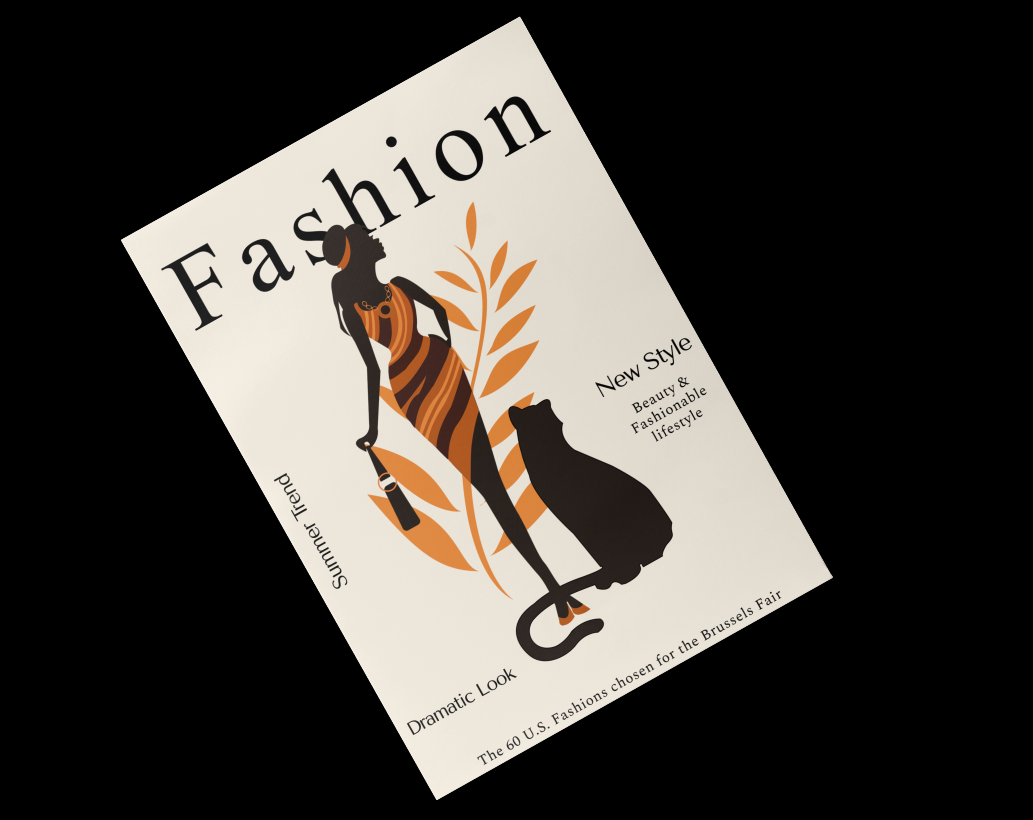 Fashion
New Style
Beauty &
Fashionable
lifestyle
Summer Trend
Dramatic Look
The 60 U.S. Fashions chosen for the Brussels Fair